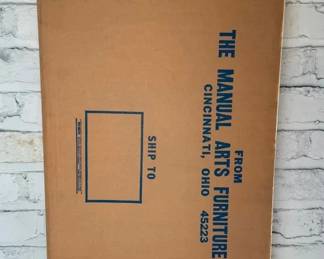 FROM
THE MANUAL ARTS FURNITURE
CINCINNATI, OHIO 45223
SHIP TO